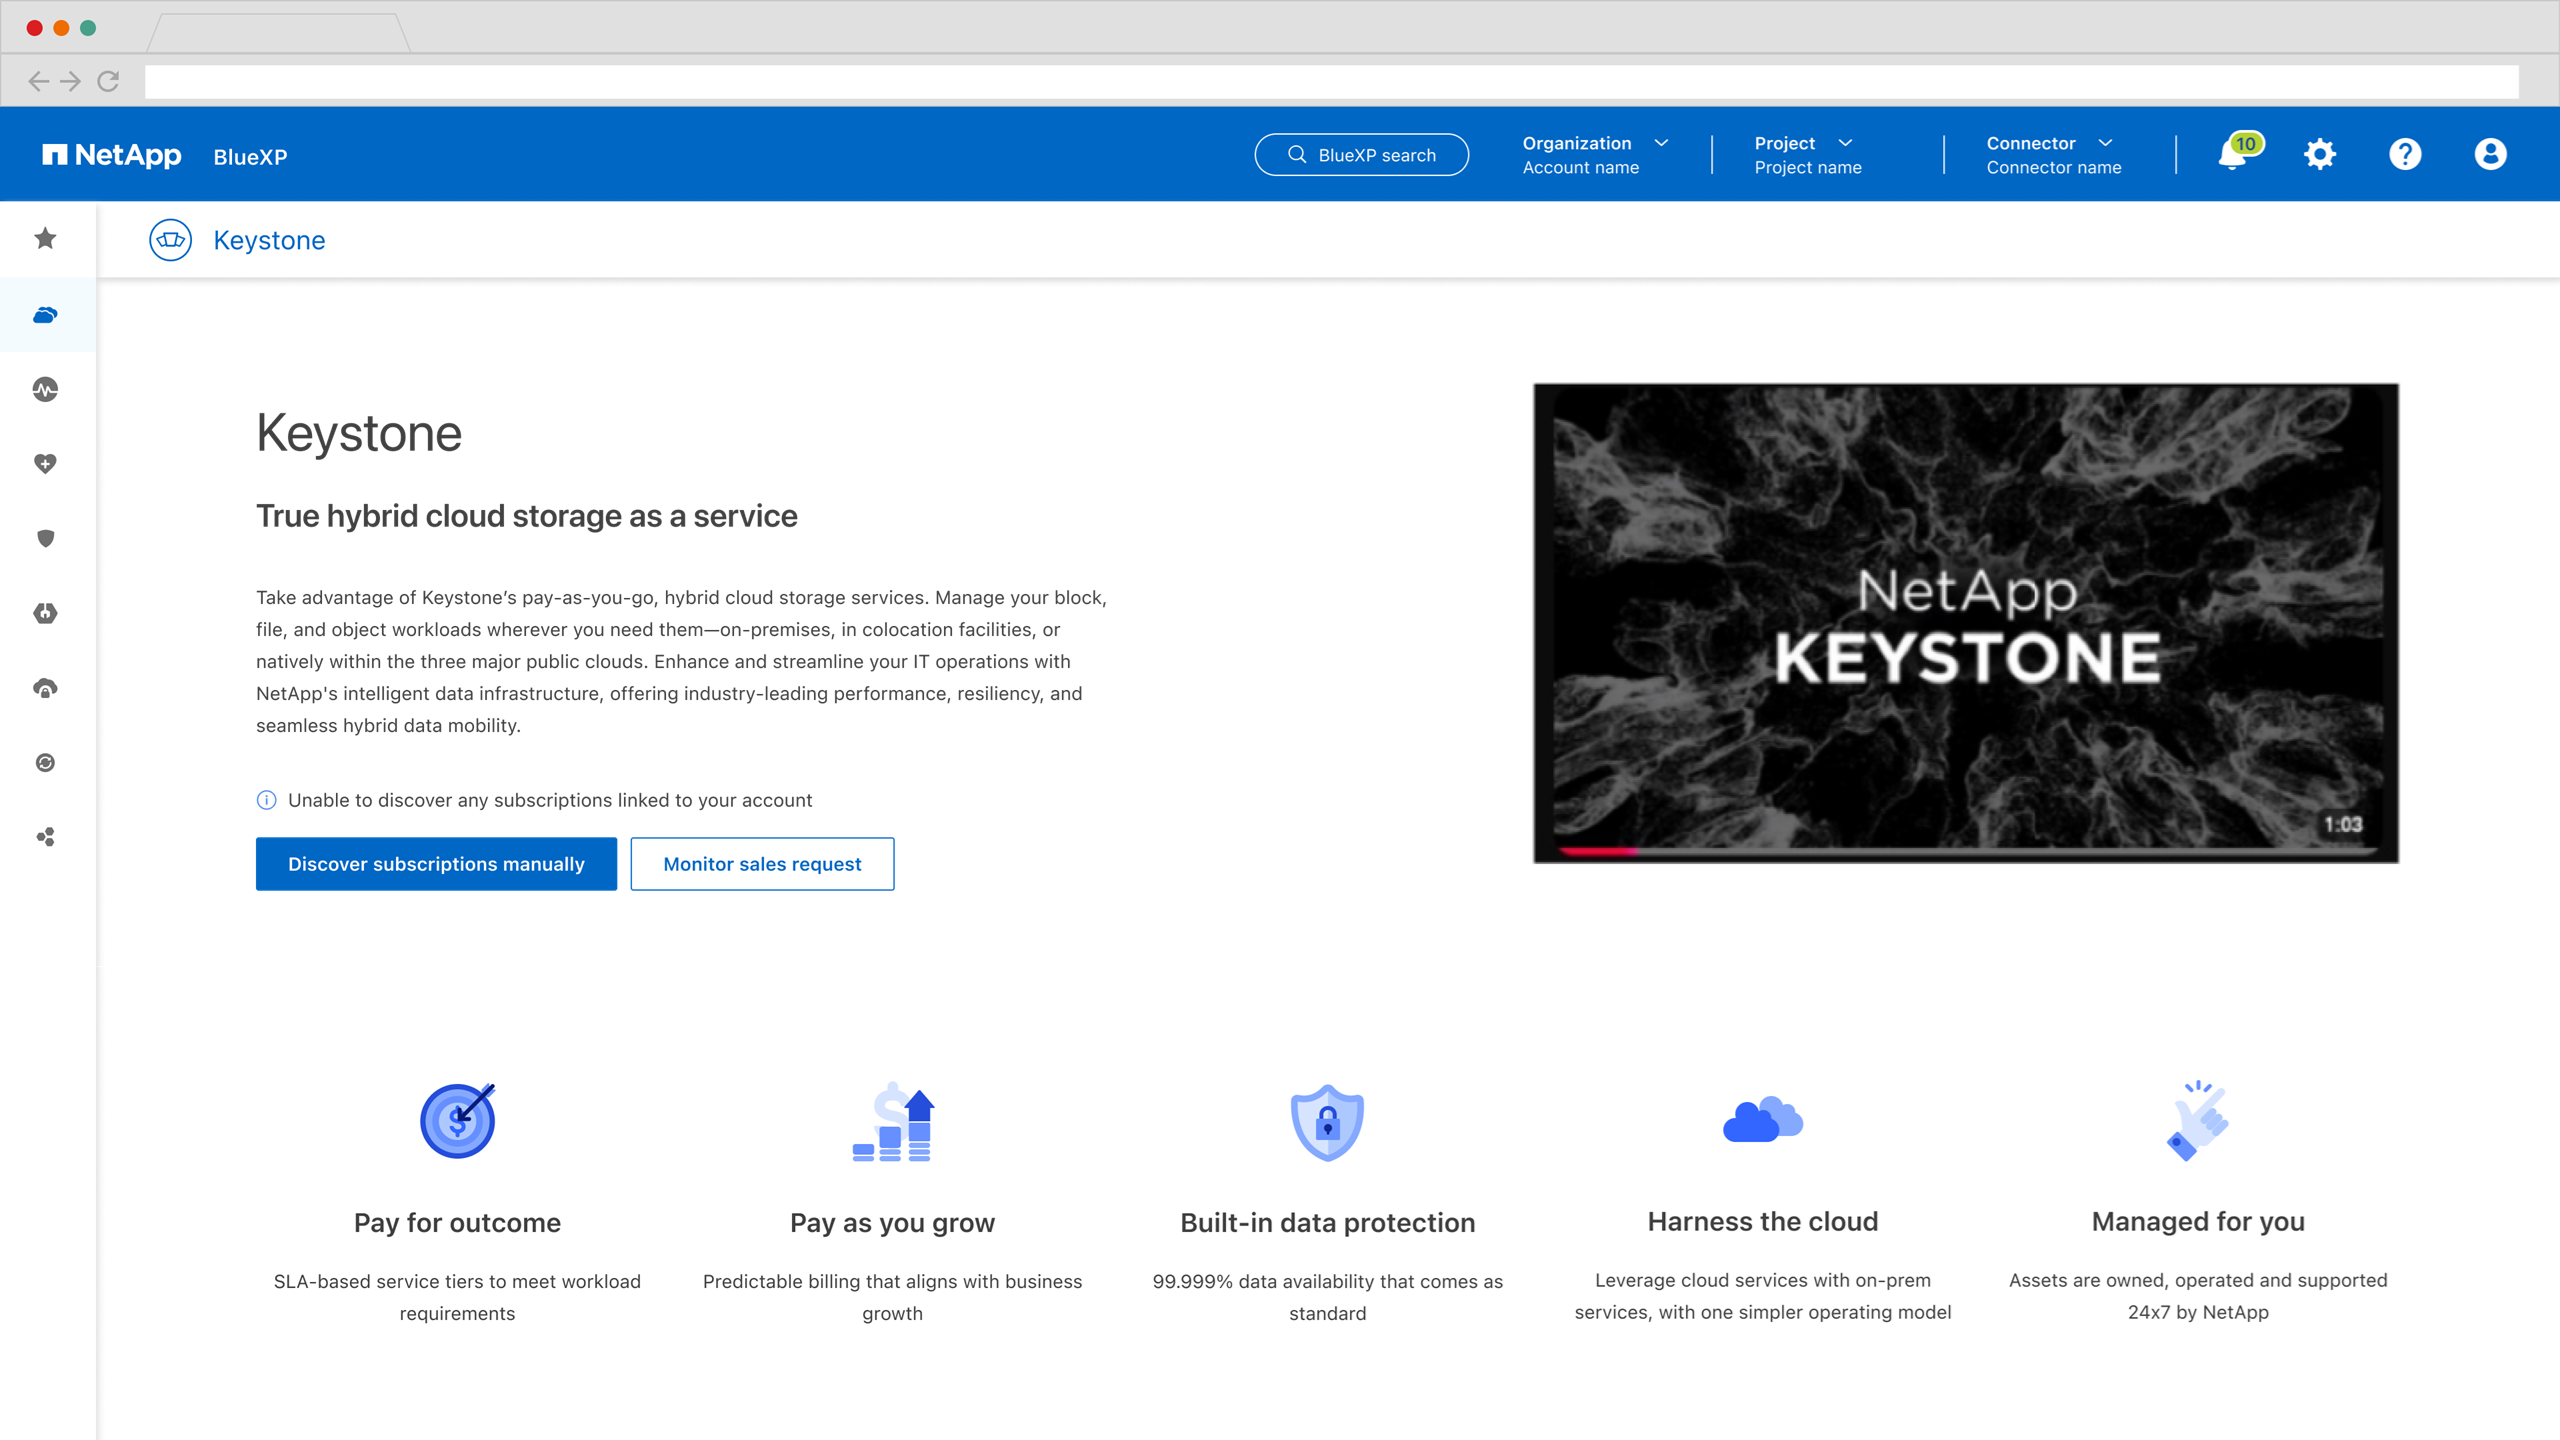 NetApp BlueXP
BlueXP search
Organization
Account name
Project
Project name
Connector
Connector name
10
Keystone
Keystone
True hybrid cloud storage as a service
Take advantage of Keystone’s pay-as-you-go, hybrid cloud storage services. Manage your block,
file, and object workloads wherever you need them—on-premises, in colocation facilities, or
natively within the three major public clouds. Enhance and streamline your IT operations with
NetApp's intelligent data infrastructure, offering industry-leading performance, resiliency, and
seamless hybrid data mobility.
Unable to discover any subscriptions linked to your account
Discover subscriptions manually
Monitor sales request
NetApp
KEYSTONE
1:03
Pay for outcome
SLA-based service tiers to meet workload
requirements
Pay as you grow
Predictable billing that aligns with business
growth
Built-in data protection
99.999% data availability that comes as
standard
Harness the cloud
Leverage cloud services with on-prem
services, with one simpler operating model
Managed for you
Assets are owned, operated and supported
24x7 by NetApp